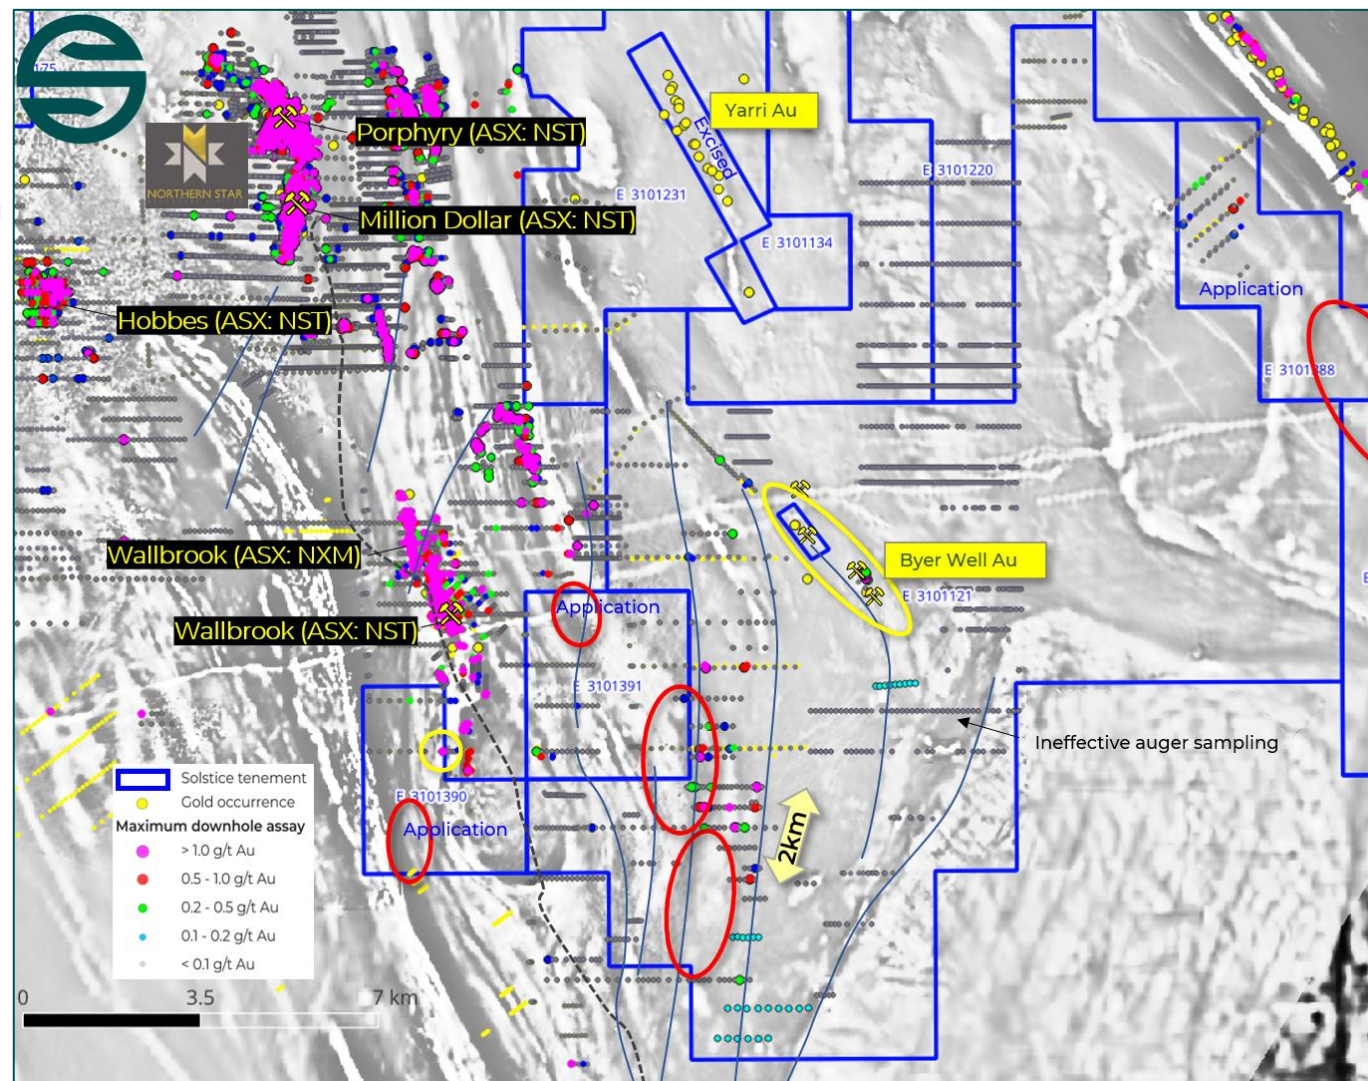 175
NORTHERN STAR
Porphyry (ASX: NST)
Million Dollar (ASX: NST)
Hobbes (ASX: NST)
Yarri Au
Excised
E 3101231
E 3101220
E 3101134
Application
E 3101388
Wallbrook (ASX: NXM)
Wallbrook (ASX: NST)
Byer Well Au
E 3101121
Application
E 3101391
Ineffective auger sampling
E 3101390
Application
2km
Solstice tenement
Gold occurrence
Maximum downhole assay
> 1.0 g/t Au
0.5 - 1.0 g/t Au
0.2 - 0.5 g/t Au
0.1 - 0.2 g/t Au
< 0.1 g/t Au
0 3.5 7 km